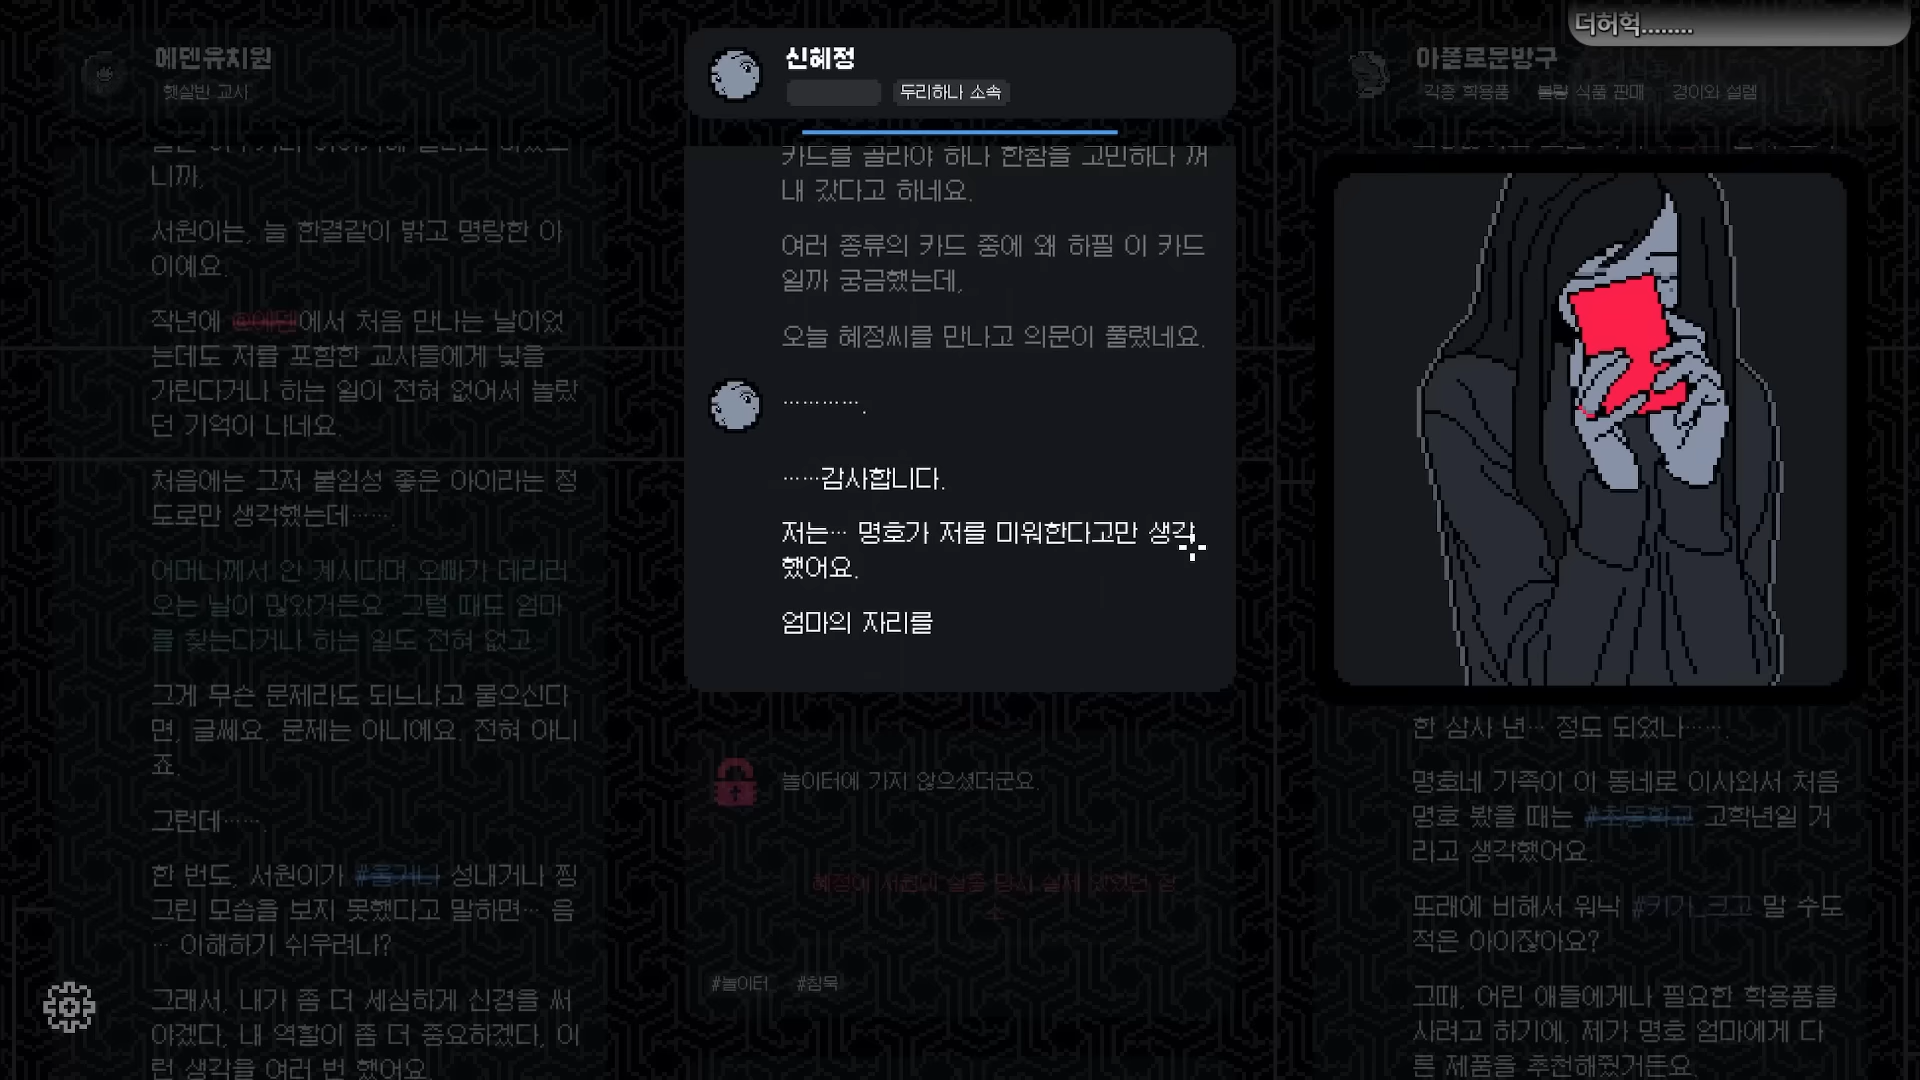 더허헉........
에덴유치원
햇살반 교사
니까,
서원이는, 늘 한결같이 밝고 명랑한 아
이에요.
작년에 @에덴에서 처음 만나는 날이었
는데도 저를 포함한 교사들에게 낯을
가린다거나 하는 일이 전혀 없어서 놀랐
던 기억이 나네요.
처음에는 그저 붙임성 좋은 아이라는 정
도로만 생각했는데…….
어머니께서 안 계시다며 오빠가 데리러
오는 날이 많았거든요. 그럴 때도 엄마
를 찾는다거나 하는 일도 전혀 없고.
그게 무슨 문제라도 되느냐고 물으신다
면, 글쎄요. 문제는 아니에요. 전혀 아니
죠.
그런데…….
한 번도, 서원이가 #울거나 성내거나 찡
그린 모습을 보지 못했다고 말하면… 음
… 이해하기 쉬우려나?
그래서, 내가 좀 더 세심하게 신경을 써
야겠다, 내 역할이 좀 더 중요하겠다, 이
런 생각을 여러 번 했어요.
신혜정
두리하나 소속
카드를 골라야 하나 한참을 고민하다 꺼
내 갔다고 하네요.
여러 종류의 카드 중에 왜 하필 이 카드
일까 궁금했는데,
오늘 혜정씨를 만나고 의문이 풀렸네요.
…………….
……감사합니다.
저는… 명호가 저를 미워한다고만 생각
했어요.
엄마의 자리를
놀이터에 가지 않으셨더군요.
#놀이터 #침묵
아폴로문방구
각종 학용품 불량 식품 판매 경이와 설렘
한 삼사 년… 정도 되었나…….
명호네 가족이 이 동네로 이사와서 처음
명호 봤을 때는 #초등학교 고학년일 거
라고 생각했어요.
또래에 비해서 워낙 #키가_크고 말 수도
적은 아이잖아요?
그때, 어린 애들에게나 필요한 학용품을
사려고 하기에, 제가 명호 엄마에게 다
른 제품을 추천해줬거든요.